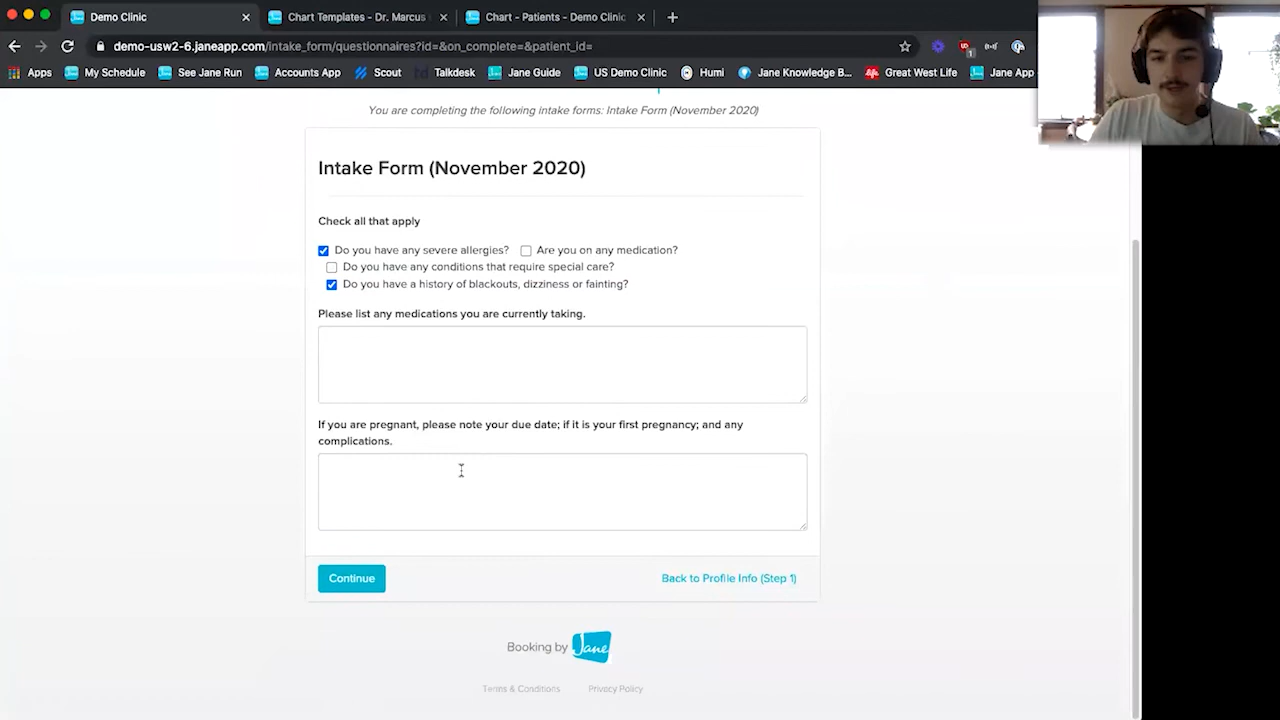 Demo Clinic
Chart Templates - Dr. Marcus
Chart - Patients - Demo Clinic
demo-usw2-6.janeapp.com/intake_form/questionnaires?id=&on_complete=&patient_id=
1
Apps My Schedule See Jane Run Accounts App Scout Talkdesk Jane Guide US Demo Clinic Humi Jane Knowledge B... Great West Life Jane App
You are completing the following intake forms: Intake Form (November 2020)
Intake Form (November 2020)
Check all that apply
Do you have any severe allergies? Are you on any medication?
Do you have any conditions that require special care?
Do you have a history of blackouts, dizziness or fainting?
Please list any medications you are currently taking.
If you are pregnant, please note your due date; if it is your first pregnancy; and any
complications.
Continue
Back to Profile Info (Step 1)
Booking by Jane
Terms & Conditions Privacy Policy